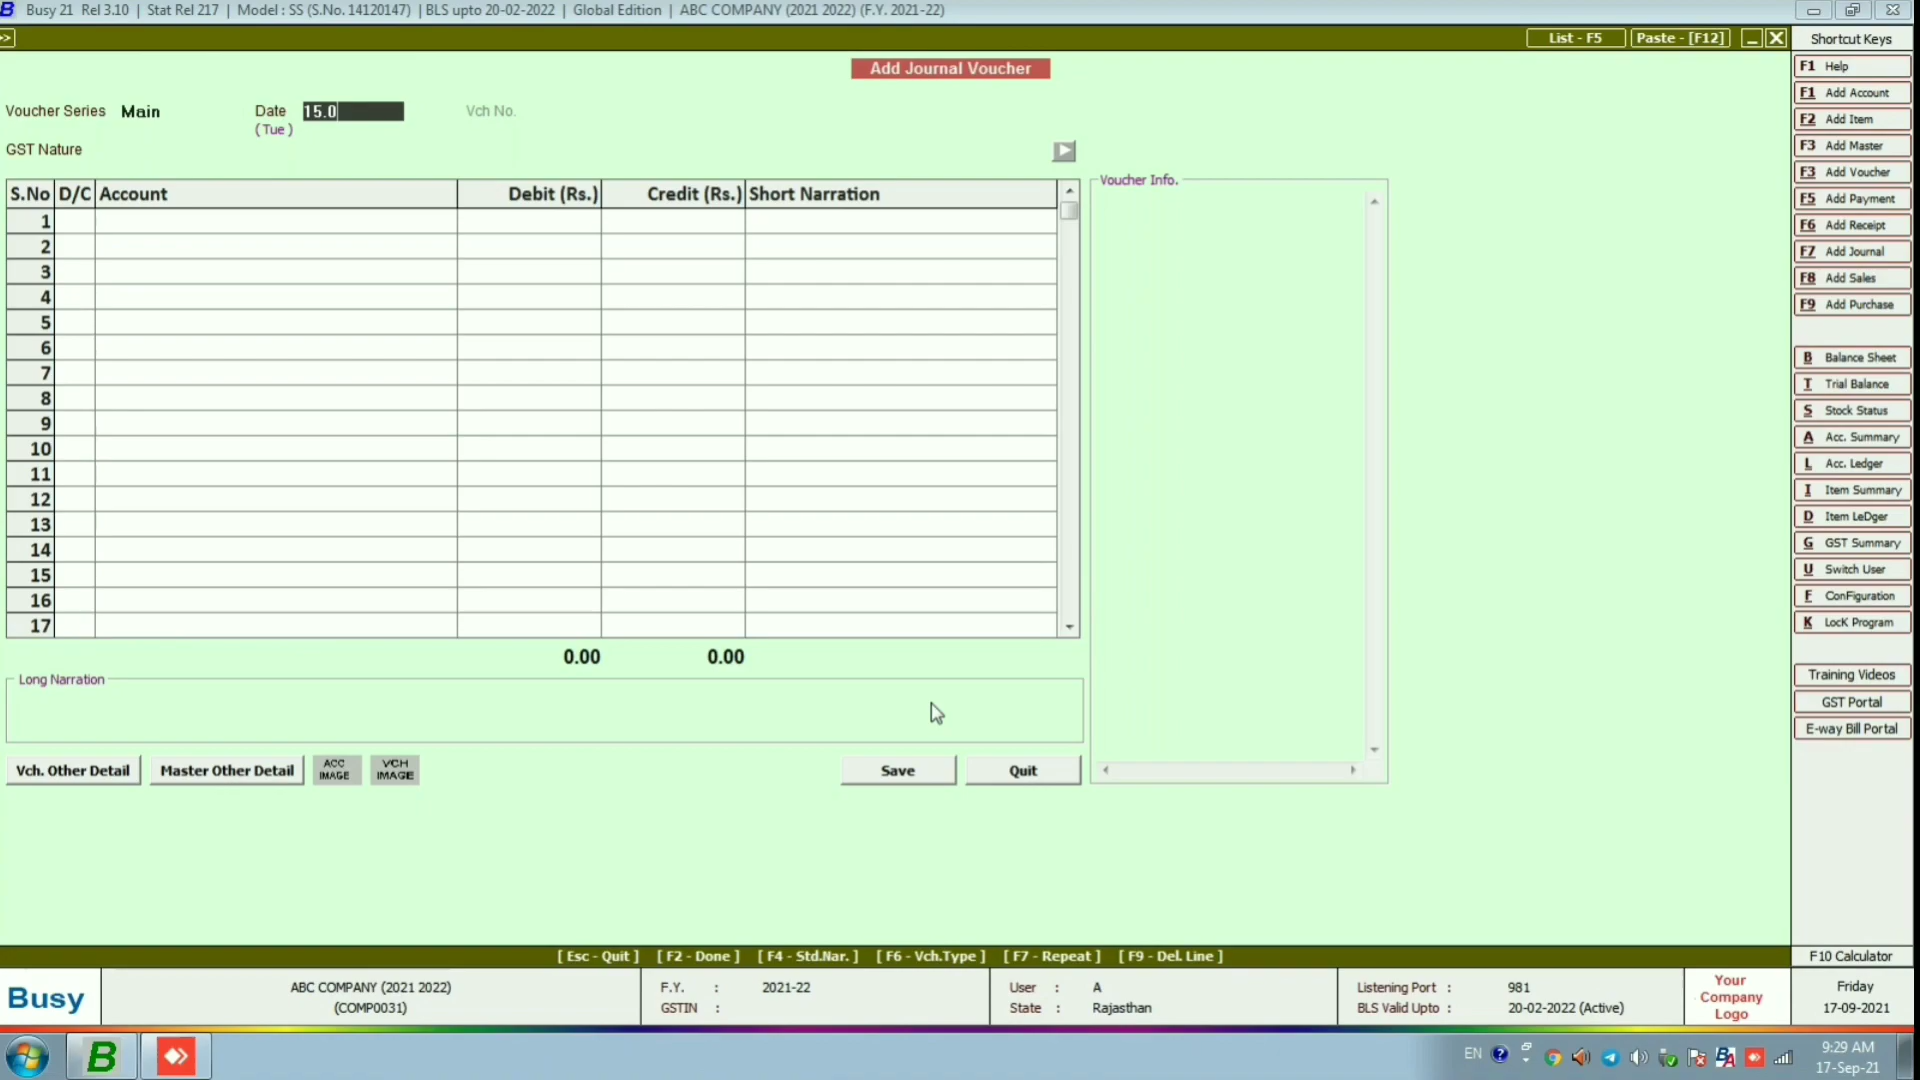 Busy 21 Rel 3.10 | Stat Rel 217 | Model : SS (S.No. 14120147) | BLS upto 20-02-2022 | Global Edition | ABC COMPANY (2021 2022) (F.Y. 2021-22)
>> List - F5 Paste - [F12]
Add Journal Voucher
Voucher Series Main Date 15.0 Vch No.
(Tue )
GST Nature
S.No D/C Account Debit (Rs.) Credit (Rs.) Short Narration
1
2
3
4
5
6
7
8
9
10
11
12
13
14
15
16
17
0.00 0.00
Long Narration
Vch. Other Detail Master Other Detail ACC IMAGE VCH IMAGE Save Quit
Voucher Info.
Shortcut Keys
F1 Help
F1 Add Account
F2 Add Item
F3 Add Master
F3 Add Voucher
F5 Add Payment
F6 Add Receipt
F7 Add Journal
F8 Add Sales
F9 Add Purchase
B Balance Sheet
T Trial Balance
S Stock Status
A Acc. Summary
L Acc. Ledger
I Item Summary
D Item LeDger
G GST Summary
U Switch User
F ConFiguration
K LocK Program
Training Videos
GST Portal
E-way Bill Portal
[ Esc - Quit ] [ F2 - Done ] [ F4 - Std.Nar. ] [ F6 - Vch.Type ] [ F7 - Repeat ] [ F9 - Del. Line ]
F10 Calculator
Busy
ABC COMPANY (2021 2022)
(COMP0031)
F.Y. : 2021-22
GSTIN :
User : A
State : Rajasthan
Listening Port : 981
BLS Valid Upto : 20-02-2022 (Active)
Your
Company
Logo
Friday
17-09-2021
EN
9:29 AM
17-Sep-21